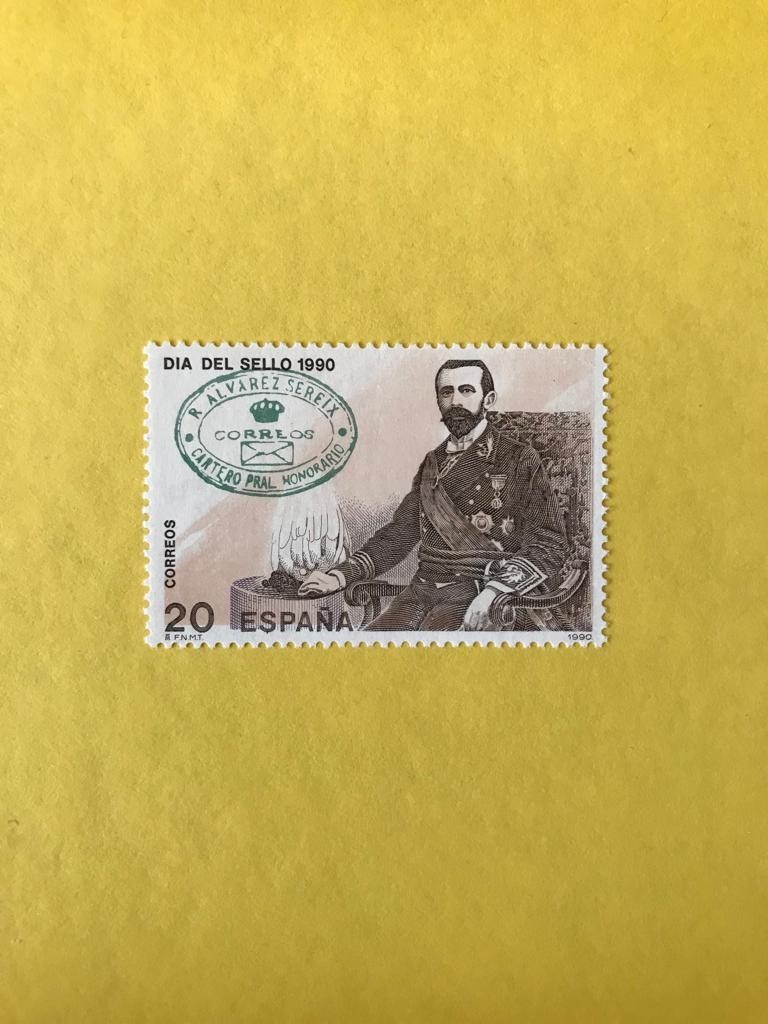 DIA DEL SELLO 1990
R. ALVAREZ SEREIX
CORREOS
CARTERO PRAL HONORARIO
CORREOS
20 ESPAÑA
F.N.M.T.
1990